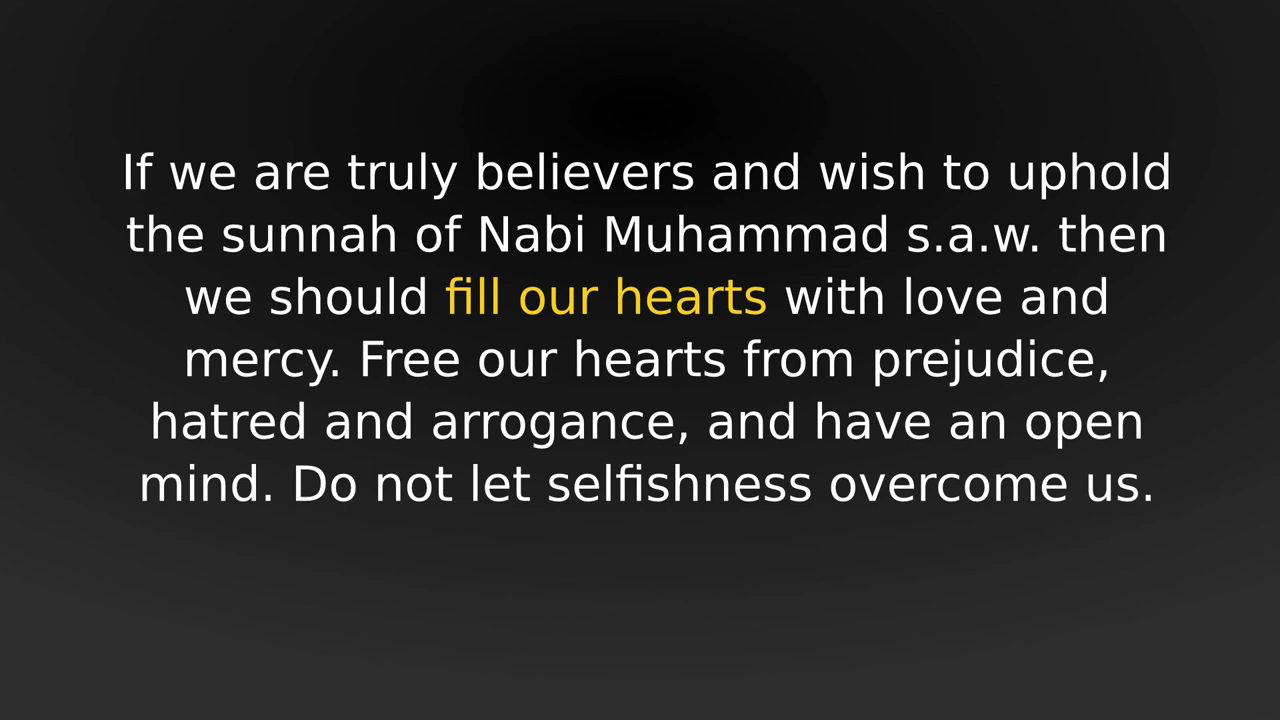 If we are truly believers and wish to uphold
the sunnah of Nabi Muhammad s.a.w. then
we should fill our hearts with love and
mercy. Free our hearts from prejudice,
hatred and arrogance, and have an open
mind. Do not let selfishness overcome us.